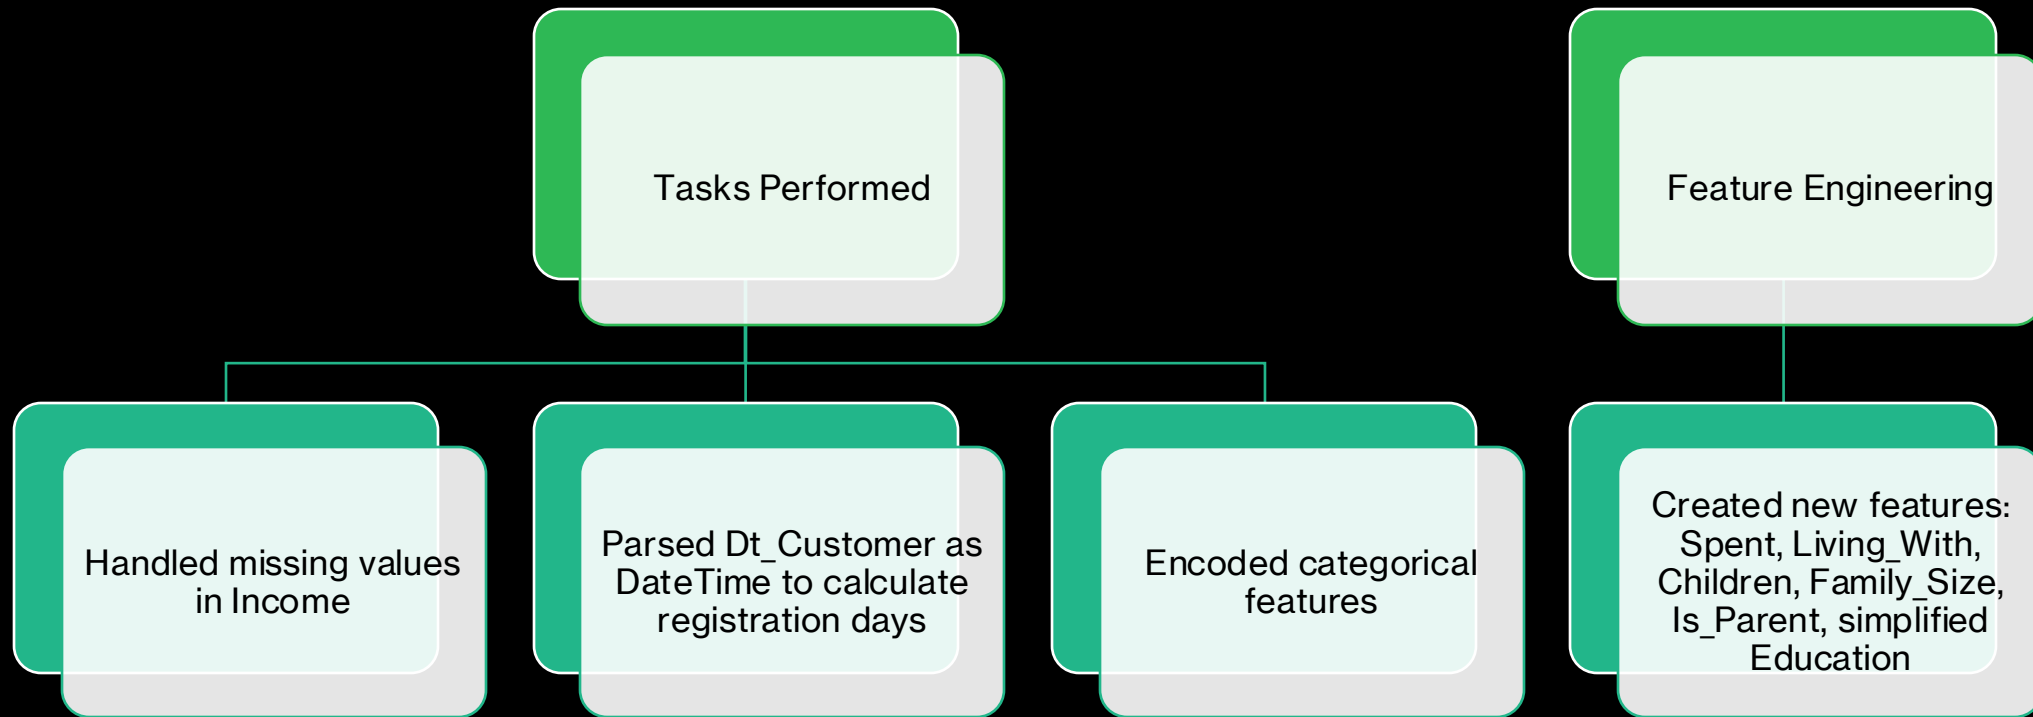 Tasks Performed
Feature Engineering
Handled missing values
in Income
Parsed Dt_Customer as
DateTime to calculate
registration days
Encoded categorical
features
Created new features:
Spent, Living_With,
Children, Family_Size,
Is_Parent, simplified
Education